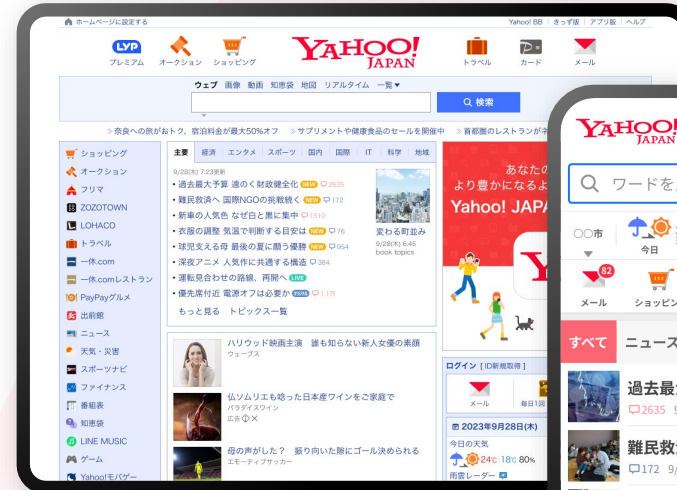 ホームページに設定する
Yahoo! BB きっず版 アプリ版 ヘルプ
LYP
プレミアム
オークション
ショッピング
YAHOO!
JAPAN
トラベル
P
カード
メール
ウェブ 画像 動画 知恵袋 地図 リアルタイム 一覧▼
検索
奈良への旅がおトク，宿泊料金が最大50%オフ
サプリメントや健康食品のセールを開催中
首都圏のレストランがネ
ショッピング
オークション
フリマ
ZOZOTOWN
LOHACO
トラベル
一休.com
一休.comレストラン
PayPayグルメ
出前館
ニュース
天気・災害
スポーツナビ
ファイナンス
番組表
知恵袋
LINE MUSIC
ゲーム
Yahoo!モバゲー
主要 経済 エンタメ スポーツ 国内 国際 IT 科学 地域
9/28(木) 7:23更新
・過去最大予算 遠のく財政健全化 NEW 2635
・難民救済へ 国際NGOの挑戦続く NEW 172
・新車の人気色 なぜ白と黒に集中 1510
・衣服の調整 気温で判断する目安は NEW 76
・球児支える母 最後の夏に願う優勝 NEW 954
・深夜アニメ 人気作に共通する構造 384
・運転見合わせの路線、再開へ LIVE
・優先席付近 電源オフは必要か 1.1万
もっと見る トピックス一覧
変わる町並み
9/28(木) 6:45
book topics
ハリウッド映画主演 誰も知らない新人女優の素顔
ウェーブス
仏ソムリエも唸った日本産ワインをご家庭で
パラディスワイン
広告
母の声がした？ 振り向いた隙にゴール決められる
エモーティブサッカー
あなたの
より豊かになるよ
Yahoo! JAPA
Y
ログイン [ID新規取得]
メール
毎日1回
2023年9月28日(木)
今日の天気
24℃ 18℃ 80%
雨雲レーダー
YAHOO!
JAPAN
ワードを入
○○市
今日
82
メール
ショッピン
すべて
ニュース
過去最大
2635 9
難民救済
172 9/